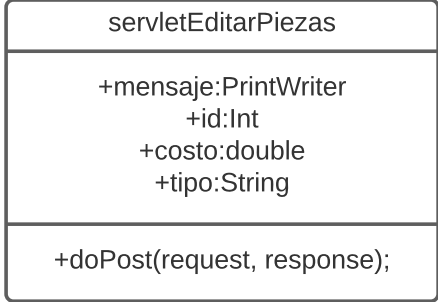 servletEditarPiezas
+mensaje:PrintWriter
+id:Int
+costo:double
+tipo:String
+doPost(request, response);